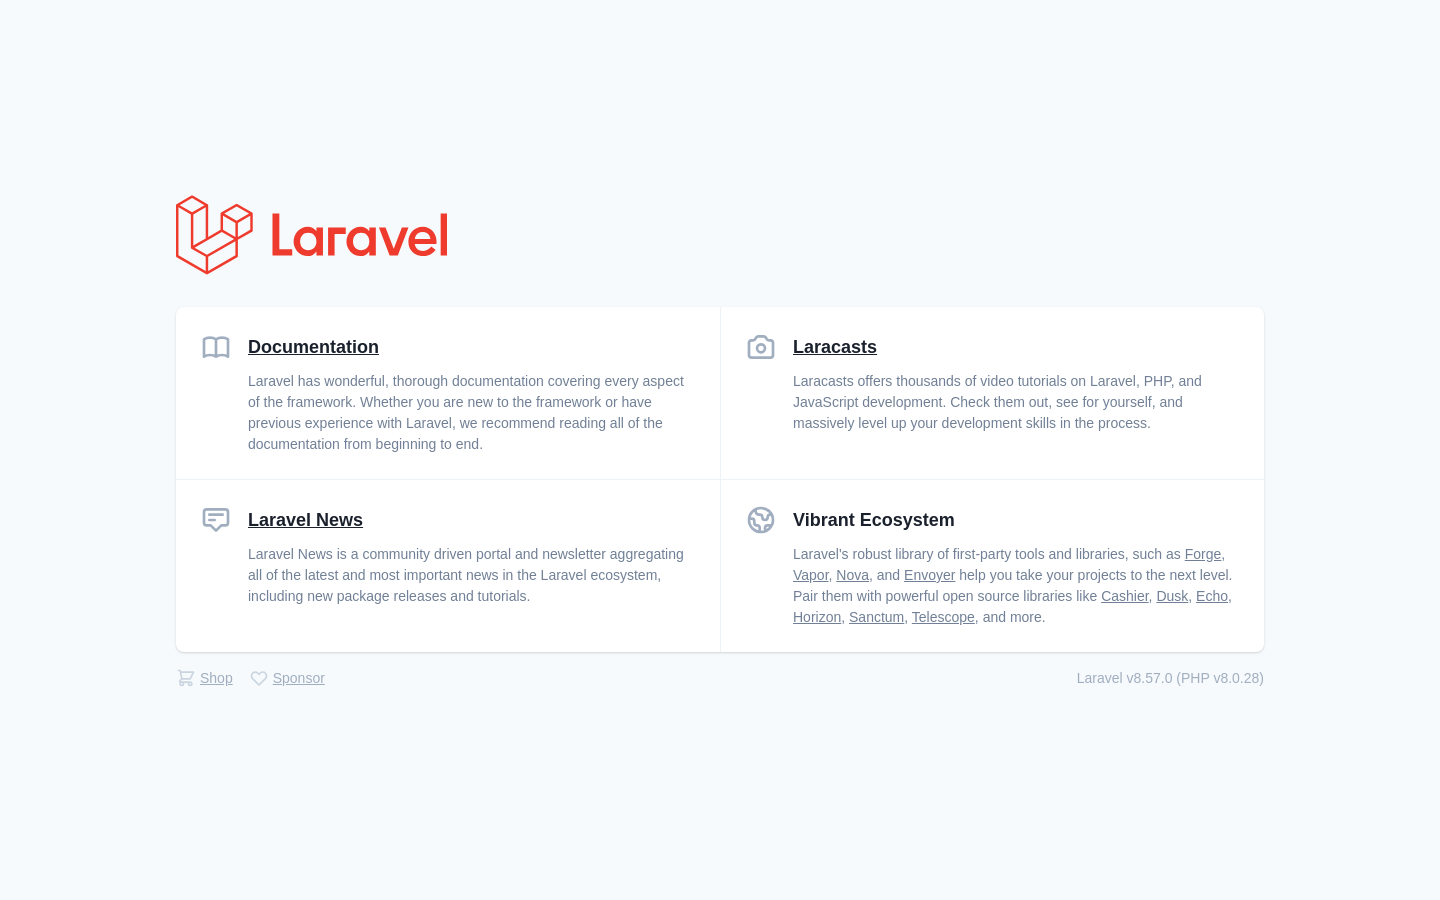 Laravel
Documentation
Laravel has wonderful, thorough documentation covering every aspect
of the framework. Whether you are new to the framework or have
previous experience with Laravel, we recommend reading all of the
documentation from beginning to end.
Laracasts
Laracasts offers thousands of video tutorials on Laravel, PHP, and
JavaScript development. Check them out, see for yourself, and
massively level up your development skills in the process.
Laravel News
Laravel News is a community driven portal and newsletter aggregating
all of the latest and most important news in the Laravel ecosystem,
including new package releases and tutorials.
Vibrant Ecosystem
Laravel's robust library of first-party tools and libraries, such as Forge,
Vapor, Nova, and Envoyer help you take your projects to the next level.
Pair them with powerful open source libraries like Cashier, Dusk, Echo,
Horizon, Sanctum, Telescope, and more.
Shop
Sponsor
Laravel v8.57.0 (PHP v8.0.28)